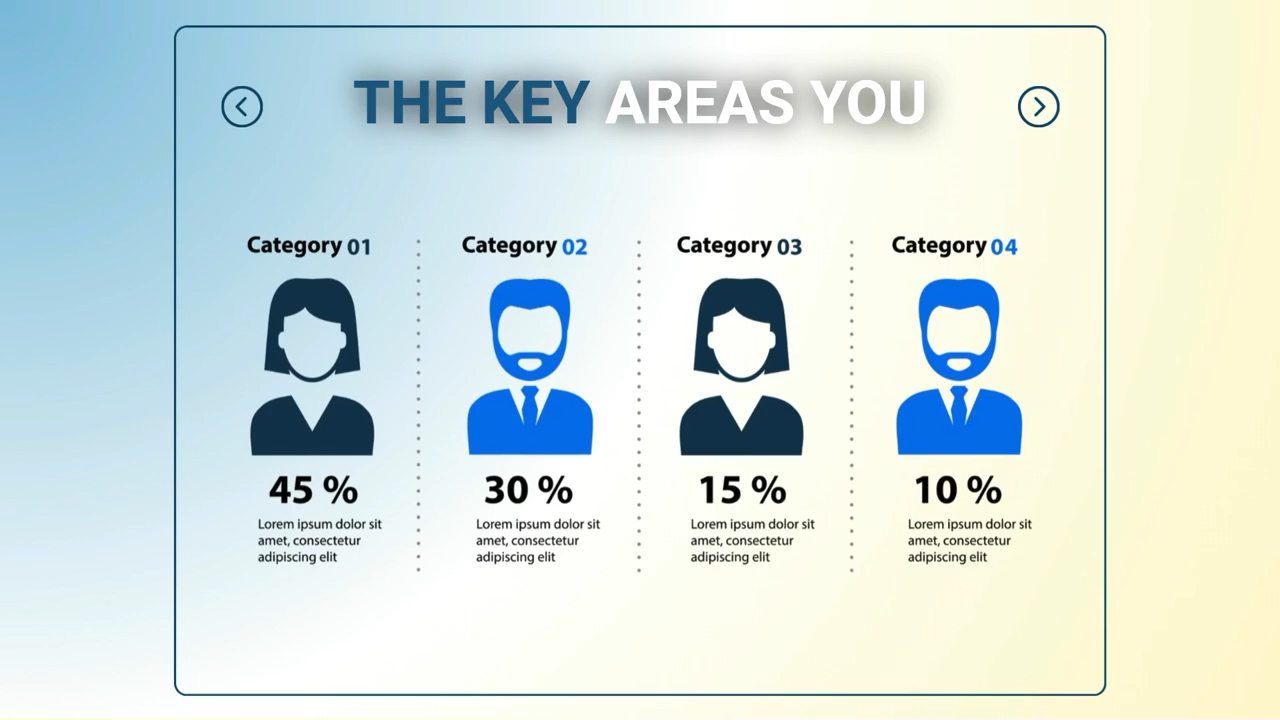 THE KEY AREAS YOU
Category 01
45 %
Lorem ipsum dolor sit
amet, consectetur
adipiscing elit
Category 02
30 %
Lorem ipsum dolor sit
amet, consectetur
adipiscing elit
Category 03
15 %
Lorem ipsum dolor sit
amet, consectetur
adipiscing elit
Category 04
10 %
Lorem ipsum dolor sit
amet, consectetur
adipiscing elit